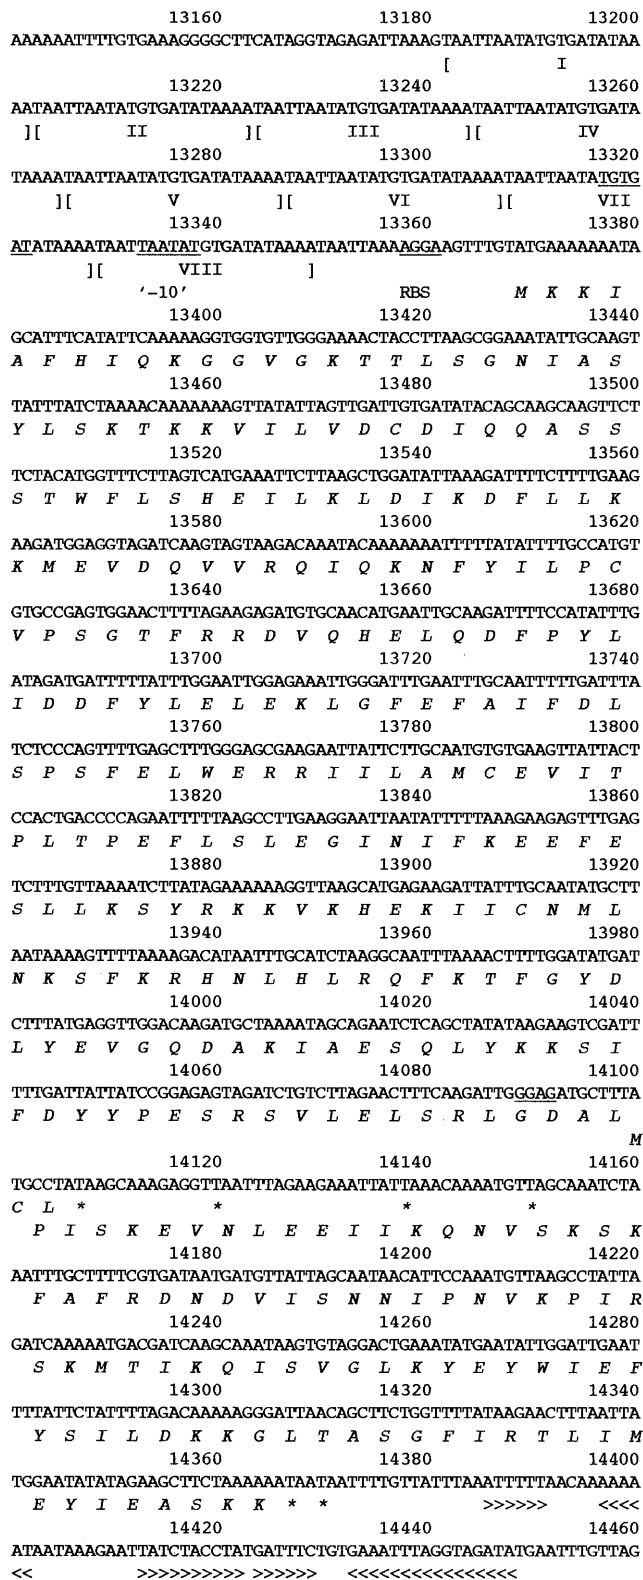 13160 13180 13200
AAAAAATTTTGTGAAAGGGGCTTCATAGGTAGAGATTAAAGTAATTAATATGTGATATAA
[ I
13220 13240 13260
AATAATTAATATGTGATATAAAATAATTAATATGTGATATAAAATAATTAATATGTGATA
][ II ][ III ][ IV
13280 13300 13320
TAAAATAATTAATATGTGATATAAAATAATTAATATGTGATATAAAATAATTAATATGTG
][ V ][ VI ][ VII
13340 13360 13380
ATATAAAATAATTAATATGTGATATAAAATAATTAAAAGGAAGTTTGTATGAAAAAAATA
][ VIII ]
‘-10’ RBS M K K I
13400 13420 13440
GCATTTCATATTCAAAAAGGTGGTGTTGGGAAAACTACCTTAAGCGGAAATATTGCAAGT
A F H I Q K G G V G K T T L S G N I A S
13460 13480 13500
TATTTATCTAAAACAAAAAAAGTTATATTAGTTGATTGTGATATACAGCAAGCAAGTTCT
Y L S K T K K V I L V D C D I Q Q A S S
13520 13540 13560
TCTACATGGTTTCTTAGTCATGAAATTCTTAAGCTGGATATTAAAGATTTTCTTTTGAAG
S T W F L S H E I L K L D I K D F L L K
13580 13600 13620
AAGATGGAGGTAGATCAAGTAGTAAGACAAATACAAAAAAATTTTTATATTTTGCCATGT
K M E V D Q V V R Q I Q K N F Y I L P C
13640 13660 13680
GTGCCGAGTGGAACTTTTAGAAGAGATGTGCAACATGAATTGCAAGATTTTCCATATTTG
V P S G T F R R D V Q H E L Q D F P Y L
13700 13720 13740
ATAGATGATTTTTATTTGGAATTGGAGAAATTGGGATTTGAATTTGCAATTTTTGATTTA
I D D F Y L E L E K L G F E F A I F D L
13760 13780 13800
TCTCCCAGTTTTGAGCTTTGGGAGCGAAGAATTATTCTTGCAATGTGTGAAGTTATTACT
S P S F E L W E R R I I L A M C E V I T
13820 13840 13860
CCACTGACCCCAGAATTTTTAAGCCTTGAAGGAATTAATATTTTTAAAGAAGAGTTTGAG
P L T P E F L S L E G I N I F K E E F E
13880 13900 13920
TCTTTGTTAAAATCTTATAGAAAAAAGGTTAAGCATGAGAAGATTATTTGCAATATGCTT
S L L K S Y R K K V K H E K I I C N M L
13940 13960 13980
AATAAAAGTTTTAAAAGACATAATTTGCATCTAAGGCAATTTAAAACTTTTGGATATGAT
N K S F K R H N L H L R Q F K T F G Y D
14000 14020 14040
CTTTATGAGGTTGGACAAGATGCTAAAATAGCAGAATCTCAGCTATATAAGAAGTCGATT
L Y E V G Q D A K I A E S Q L Y K K S I
14060 14080 14100
TTTGATTATTATCCGGAGAGTAGATCTGTCTTAGAACTTTCAAGATTGGGAGATGCTTTA
F D Y Y P E S R S V L E L S R L G D A L
M
14120 14140 14160
TGCCTATAAGCAAAGAGGTTAATTTAGAAGAAATTATTAAACAAAATGTTAGCAAATCTA
C L * * * *
P I S K E V N L E E I I K Q N V S K S K
14180 14200 14220
AATTTGCTTTTCGTGATAATGATGTTATTAGCAATAACATTCCAAATGTTAAGCCTATTA
F A F R D N D V I S N N I P N V K P I R
14240 14260 14280
GATCAAAAATGACGATCAAGCAAATAAGTGTAGGACTGAAATATGAATATTGGATTGAAT
S K M T I K Q I S V G L K Y E Y W I E F
14300 14320 14340
TTTATTCTATTTTAGACAAAAAGGGATTAACAGCTTCTGGTTTTATAAGAACTTTAATTA
Y S I L D K K G L T A S G F I R T L I M
14360 14380 14400
TGGAATATATAGAAGCTTCTAAAAAATAATAATTTTGTTATTTAAATTTTTAACAAAAAA
E Y I E A S K K * * >>>>>> <<<<
14420 14440 14460
ATAATAAAGAATTATCTACCTATGATTTCTGTGAAATTTAGGTAGATATGAATTTGTTAG
<< >>>>>>>>>> >>>>>> <<<<<<<<<<<<<<<<